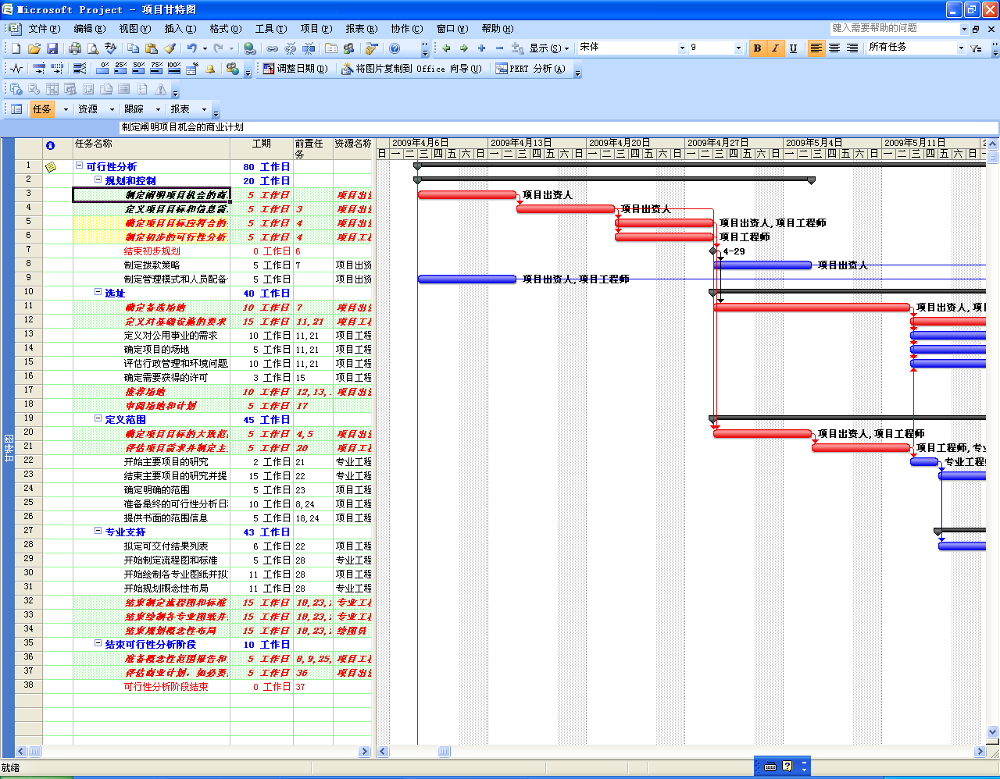 Microsoft Project - 项目甘特图
文件(F) 编辑(E) 视图(V) 插入(I) 格式(O) 工具(T) 项目(P) 报表(R) 协作(C) 窗口(W) 帮助(H) 键入需要帮助的问题
显示(S) 宋体 9 B I U 所有任务
0% 25% 50% 75% 100% 调整日期(D) 将图片复制到 Office 向导(U) PERT 分析(A)
任务 资源 跟踪 报表
制定阐明项目机会的商业计划
任务名称 工期 前置任务 资源名称
2009年4月6日 2009年4月13日 2009年4月20日 2009年4月27日 2009年5月4日 2009年5月11日
日 一 二 三 四 五 六 日 一 二 三 四 五 六 日 一 二 三 四 五 六 日 一 二 三 四 五 六 日 一 二 三 四 五 六 日 一 二 三 四 五 六 日 一
1 可行性分析 80 工作日
2 规划和控制 20 工作日
3 制定阐明项目机会的商 5 工作日 项目出资 项目出资人
4 定义项目目标和信息需 5 工作日 3 项目出资 项目出资人
5 确定项目目标应符合的 5 工作日 4 项目出资 项目出资人,项目工程师
6 制定初步的可行性分析 5 工作日 4 项目工程 项目工程师
7 结束初步规划 0 工作日 6 4-29
8 制定拨款策略 5 工作日 7 项目出资 项目出资人
9 制定管理模式和人员配备 5 工作日 项目出资 项目出资人,项目工程师
10 选址 40 工作日
11 确定备选场地 10 工作日 7 项目出资 项目出资人,项
12 定义对基础设施的要求 15 工作日 11,21 项目工程
13 定义对公用事业的需求 10 工作日 11,21 项目工程
14 确定项目的场地 5 工作日 11,21 项目工程
15 评估行政管理和环境问题 10 工作日 11,21 项目工程
16 确定需要获得的许可 3 工作日 15 项目工程
17 推荐场地 10 工作日 12,13, 项目出资
18 审阅场地和计划 5 工作日 17
19 定义范围 45 工作日
20 确定项目目标的大致范 5 工作日 4,5 项目出资 项目出资人,项目工程师
21 评估项目需求并制定主 5 工作日 20 项目工程 项目工程师,专业
22 开始主要项目的研究 2 工作日 21 专业工程 专业工程师
23 结束主要项目的研究并提 15 工作日 22 专业工程
24 确定明确的范围 5 工作日 23 项目工程
25 准备最终的可行性分析日 10 工作日 8,24 项目工程
26 提供书面的范围信息 5 工作日 18,24 项目工程
27 专业支持 43 工作日
28 拟定可交付结果列表 6 工作日 22 项目工程
29 开始制定流程图和标准 5 工作日 28 专业工程
30 开始绘制各专业图纸并拟 11 工作日 28 项目工程
31 开始规划概念性布局 11 工作日 28 专业工程
32 结束制定流程图和标准 15 工作日 10,23, 专业工程
33 结束绘制各专业图纸并 15 工作日 10,23, 专业工程
34 结束规划概念性布局 15 工作日 10,23, 绘图员
35 结束可行性分析阶段 10 工作日
36 准备概念性范围报告和 5 工作日 8,9,25, 项目工程
37 评估商业计划，如必要 5 工作日 36 项目出资
38 可行性分析阶段结束 0 工作日 37
甘特图
就绪